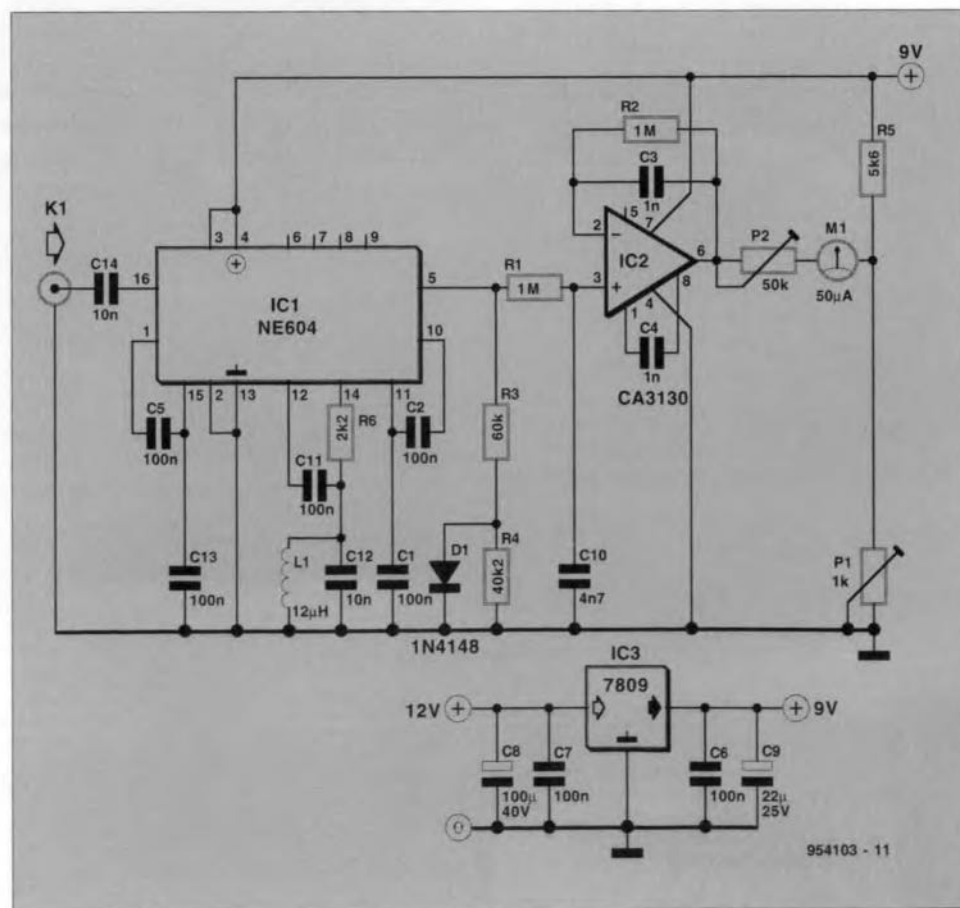 9V
R2
1M
R5
5k6
C3
1n
K1
3 4 6 7 8 9
5 7
2
P2
M1
C14
16
IC1
5
R1
IC2
6
10n
NE604
1M
3
8
50k
50µA
1
10
1 4
C4
15 2 13 12 14 11
1n
CA3130
C5
R6
C2
R3
100n
2k2
100n
60k
C11
100n
C13
L1
C12
C1
D1
R4
C10
P1
100n
12µH
10n
100n
40k2
4n7
1k
1N4148
IC3
12V
7809
9V
C8
C7
C6
C9
100µ
40V
100n
100n
22µ
25V
954103 - 11